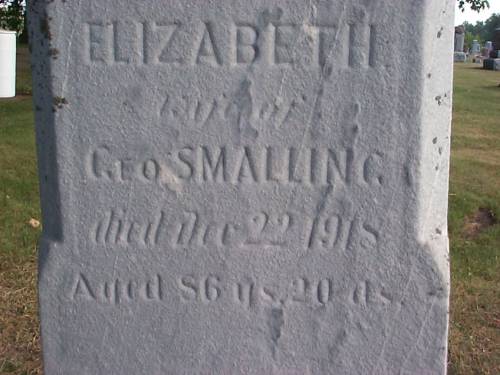 ELIZABETH
wife of
Geo SMALLING
died Dec 22 1918
Aged 86 ys. 20 ds.